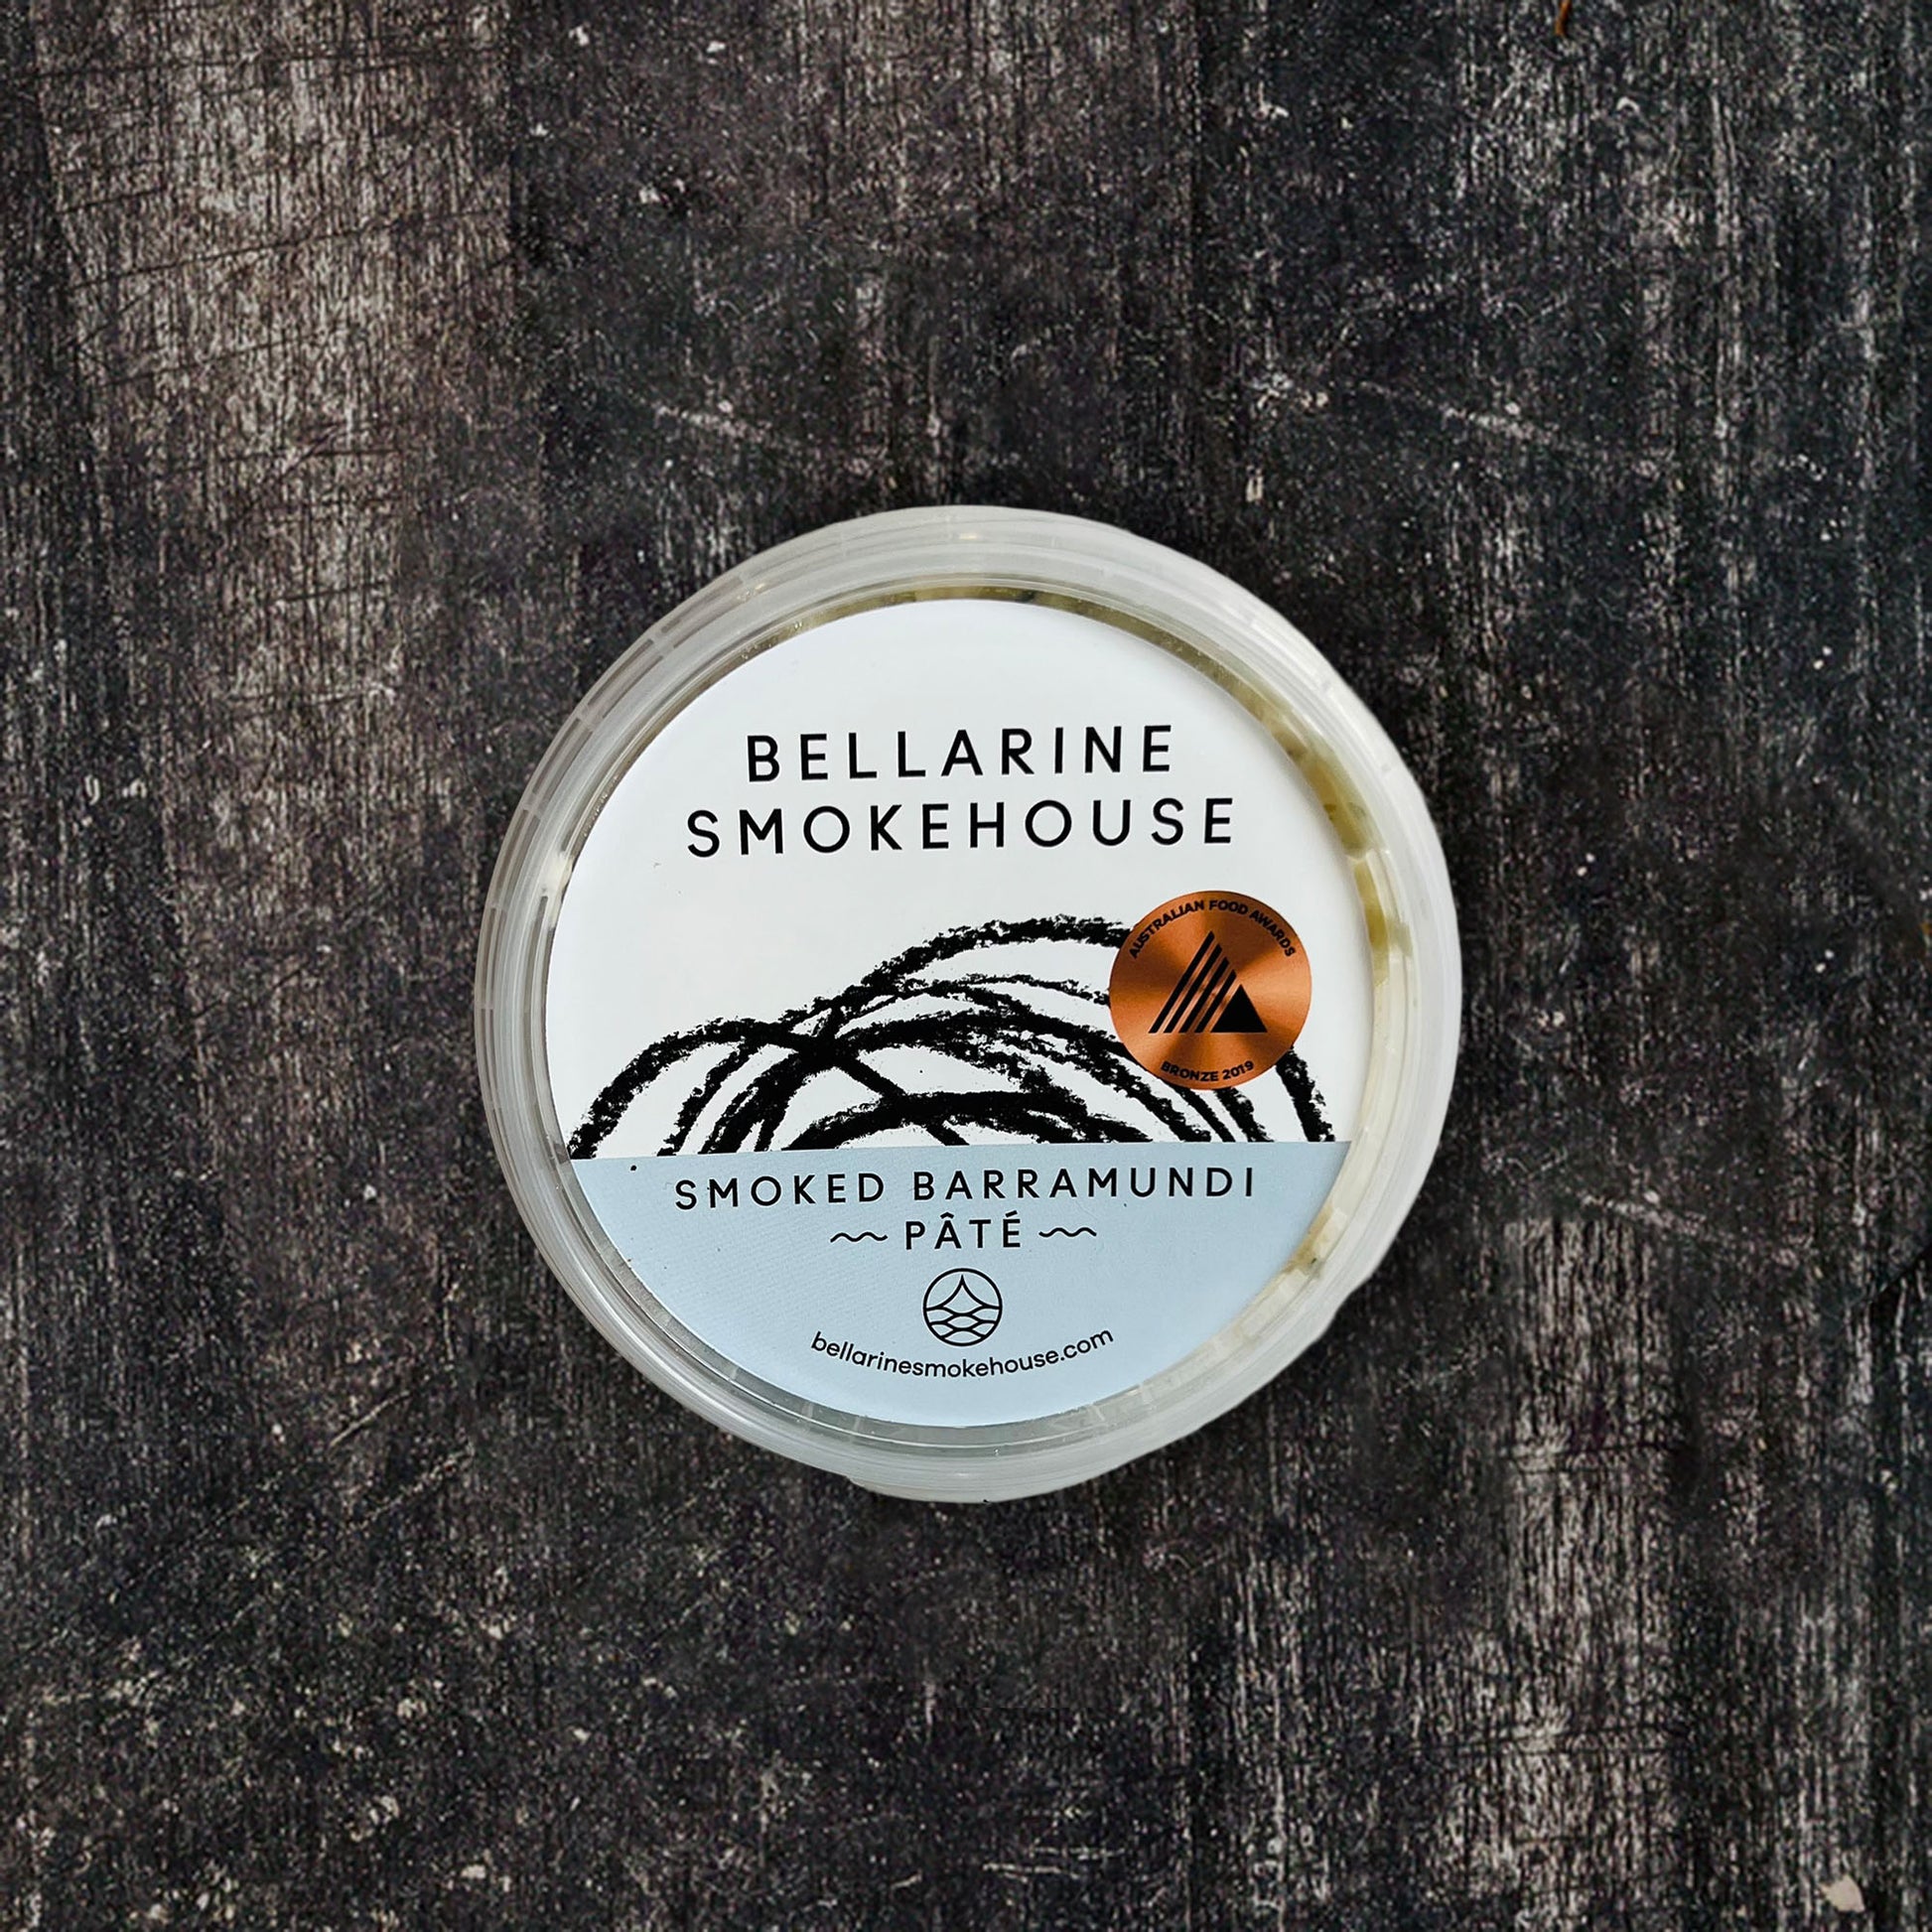 BELLARINE
SMOKEHOUSE
AUSTRALIAN FOOD AWARDS
BRONZE 2019
SMOKED BARRAMUNDI
PÂTÉ
bellarinesmokehouse.com